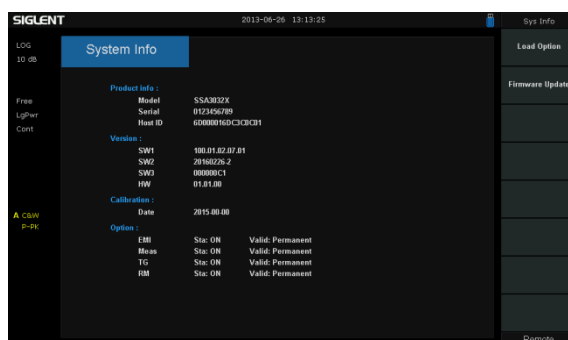 SIGLENT 2013-06-26 13:13:25 Sys Info
LOG
10 dB
System Info
Load Option
Firmware Update
Product info :
Model SSA3032X
Serial 0123456789
Host ID 6D000016DC3C0C01
Free
LgPwr
Cont
Version :
SW1 100.01.02.07.01
SW2 20160226-2
SW3 000000C1
HW 01.01.00
Calibration :
Date 2015-00-00
A C&W
P-PK
Option :
EMI Sta: ON Valid: Permanent
Meas Sta: ON Valid: Permanent
TG Sta: ON Valid: Permanent
RM Sta: ON Valid: Permanent
Remote